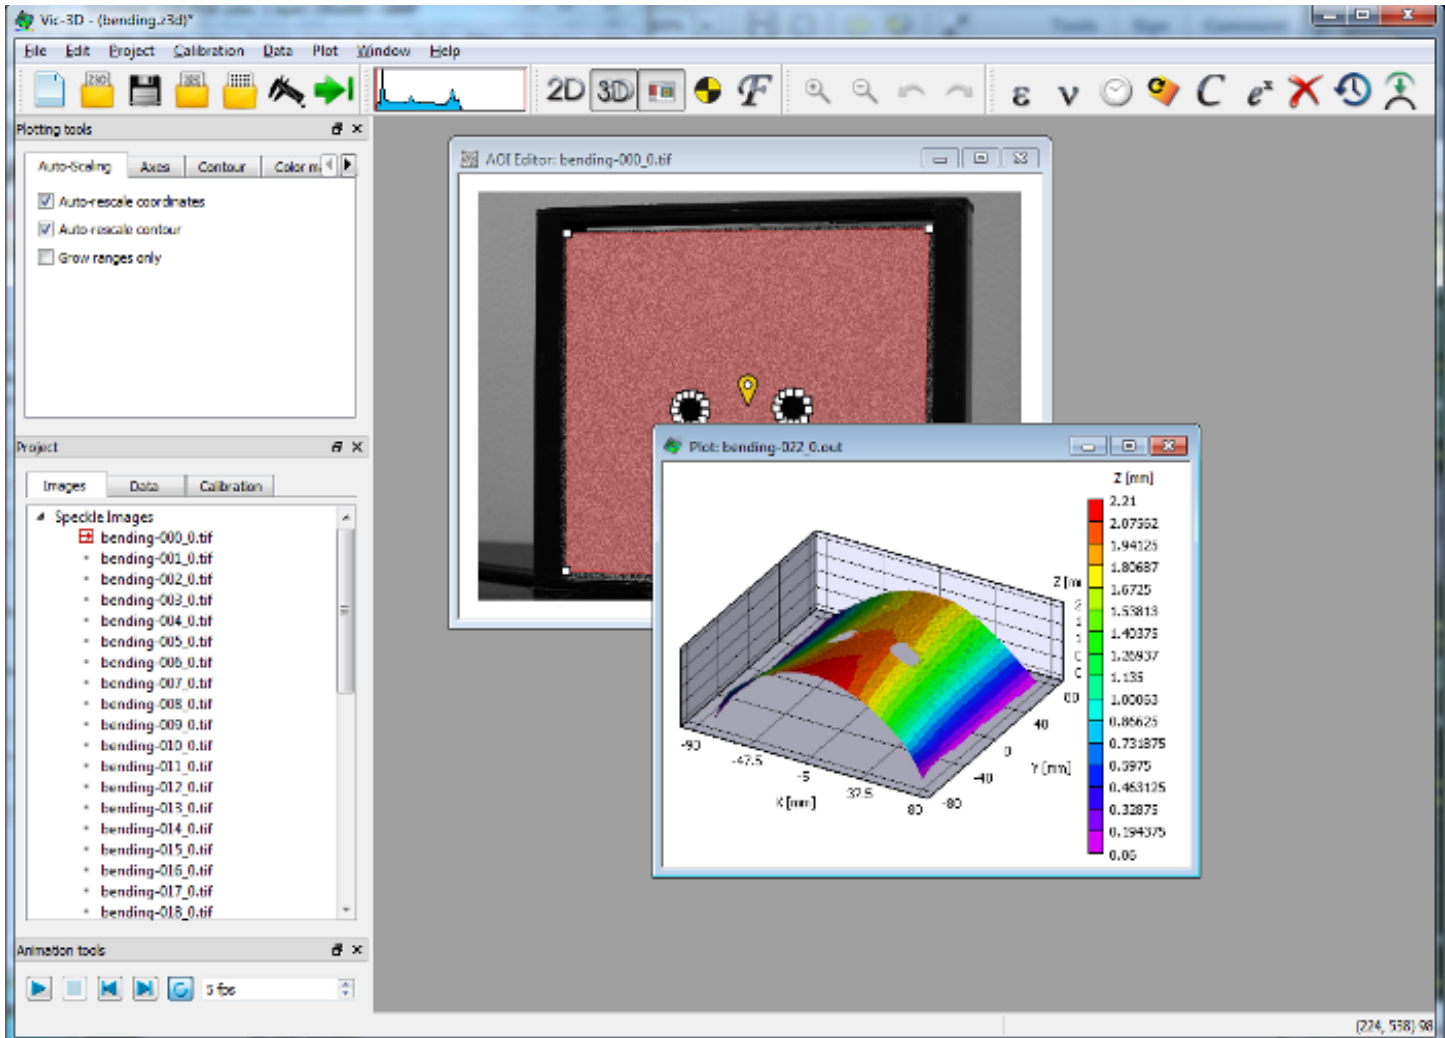 Vic-3D - (bending.z3d)*
File Edit Project Calibration Data Plot Window Help
2D 3D F ε ν C eˣ
Plotting tools
Auto-Scaling Axes Contour Color m
Auto-rescale coordinates
Auto-rescale contour
Grow ranges only
Project
Images Data Calibration
Speckle Images
bending-000_0.tif
bending-001_0.tif
bending-002_0.tif
bending-003_0.tif
bending-004_0.tif
bending-005_0.tif
bending-006_0.tif
bending-007_0.tif
bending-008_0.tif
bending-009_0.tif
bending-010_0.tif
bending-011_0.tif
bending-012_0.tif
bending-013_0.tif
bending-014_0.tif
bending-015_0.tif
bending-016_0.tif
bending-017_0.tif
bending-018_0.tif
Animation tools
5 fps
AOI Editor: bending-000_0.tif
Plot: bending-022_0.out
Z [mm]
2.21
2.07562
1.94125
1.80687
1.6725
1.53813
1.40375
1.26937
1.135
1.00063
0.86625
0.731875
0.5975
0.463125
0.32875
0.194375
0.06
-90
-47.5
-5
37.5
80
X [mm]
-80
-40
0
40
80
Y [mm]
(224, 538) 98